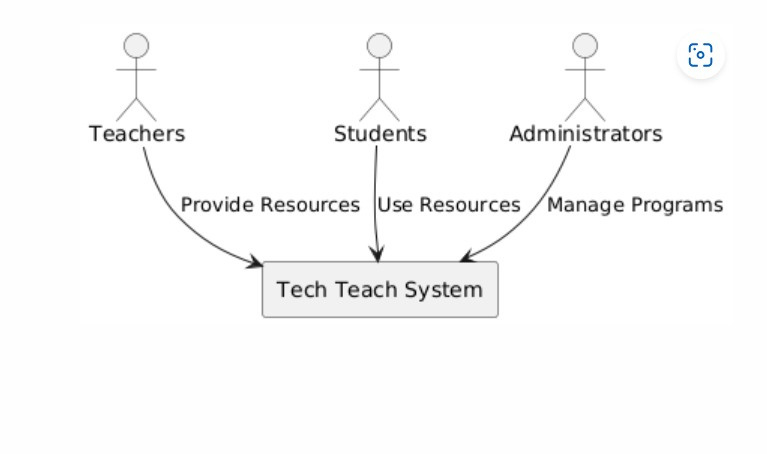 Teachers
Students
Administrators
Provide Resources
Use Resources
Manage Programs
Tech Teach System